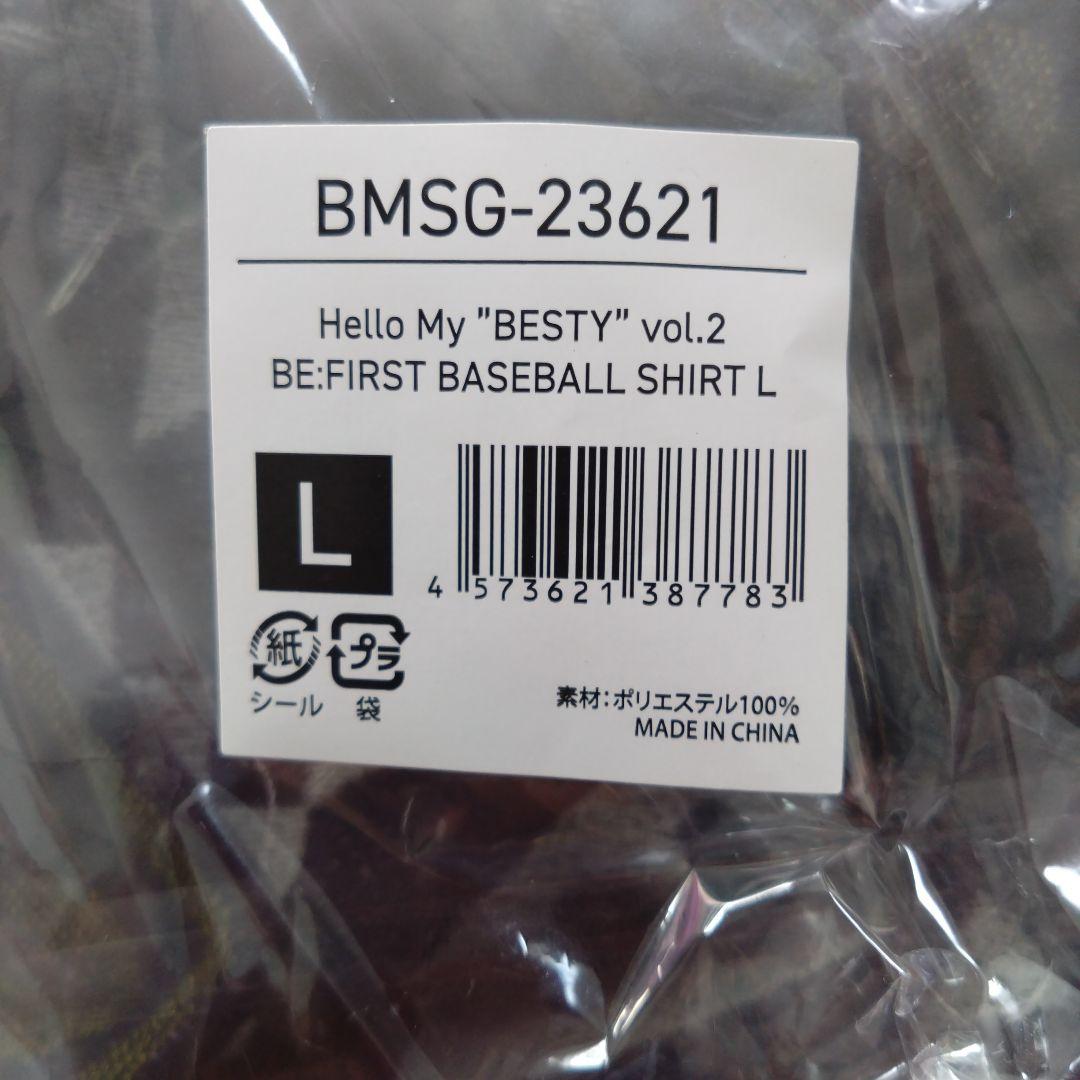 BMSG-23621
Hello My ”BESTY” vol.2
BE:FIRST BASEBALL SHIRT L
L
4 573621 387783
紙 プラ
シール 袋
素材:ポリエステル100%
MADE IN CHINA